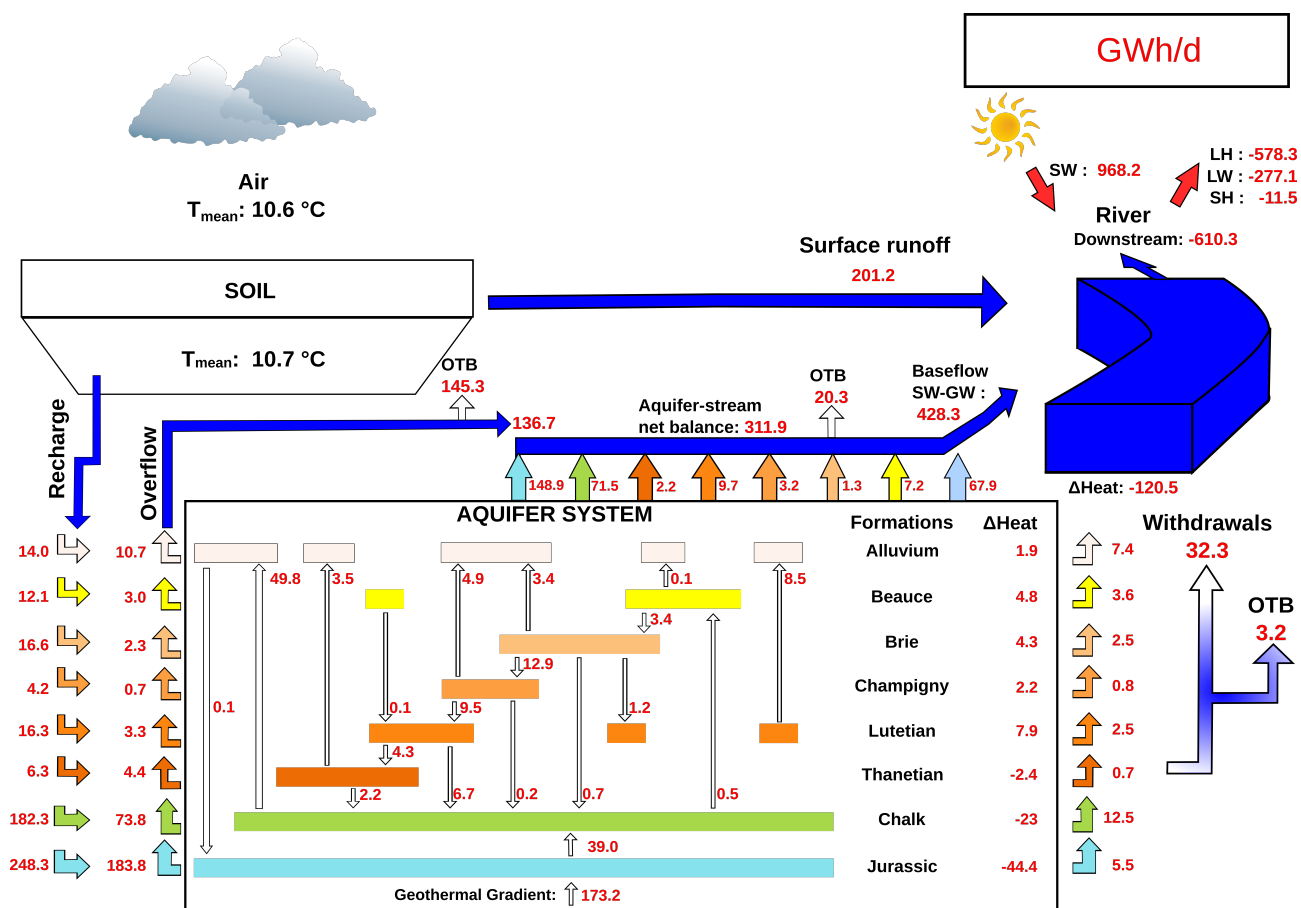 GWh/d
SW : 968.2
LH : -578.3
LW : -277.1
SH : -11.5
Air
Tmean: 10.6 °C
River
Downstream: -610.3
Surface runoff
201.2
SOIL
Tmean: 10.7 °C
OTB
145.3
OTB
20.3
Baseflow
SW-GW :
428.3
Aquifer-stream
net balance: 311.9
136.7
Recharge
Overflow
148.9
71.5
2.2
9.7
3.2
1.3
7.2
67.9
ΔHeat: -120.5
AQUIFER SYSTEM
Formations ΔHeat
Withdrawals
32.3
OTB
3.2
14.0 10.7 Alluvium 1.9 7.4
49.8 3.5 4.9 3.4 0.1 8.5
12.1 3.0 Beauce 4.8 3.6
3.4
16.6 2.3 Brie 4.3 2.5
12.9
4.2 0.7 Champigny 2.2 0.8
0.1 0.1 9.5 1.2
16.3 3.3 Lutetian 7.9 2.5
4.3
6.3 4.4 Thanetian -2.4 0.7
2.2 6.7 0.2 0.7 0.5
182.3 73.8 Chalk -23 12.5
39.0
248.3 183.8 Jurassic -44.4 5.5
Geothermal Gradient: 173.2